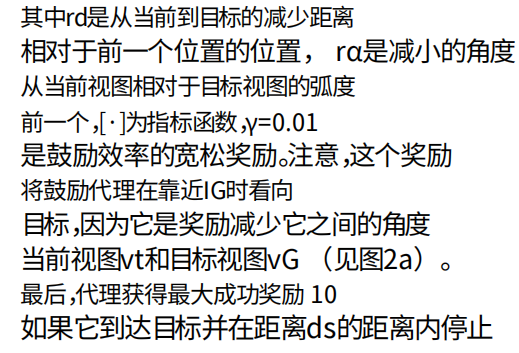 其中rd是从当前到目标的减少距离
相对于前一个位置的位置， rα是减小的角度
从当前视图相对于目标视图的弧度
前一个,[·]为指标函数,γ=0.01
是鼓励效率的宽松奖励。注意,这个奖励
将鼓励代理在靠近IG时看向
目标,因为它是奖励减少它之间的角度
当前视图vt和目标视图vG （见图2a）。
最后,代理获得最大成功奖励 10
如果它到达目标并在距离ds的距离内停止